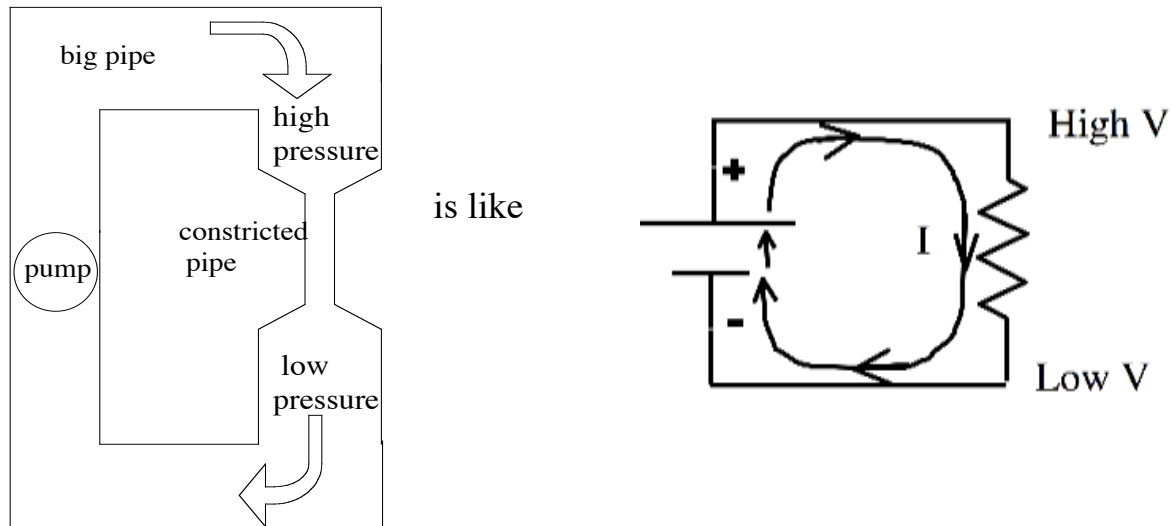 big pipe
high
pressure
constricted
pipe
pump
low
pressure
is like
High V
+
I
-
Low V